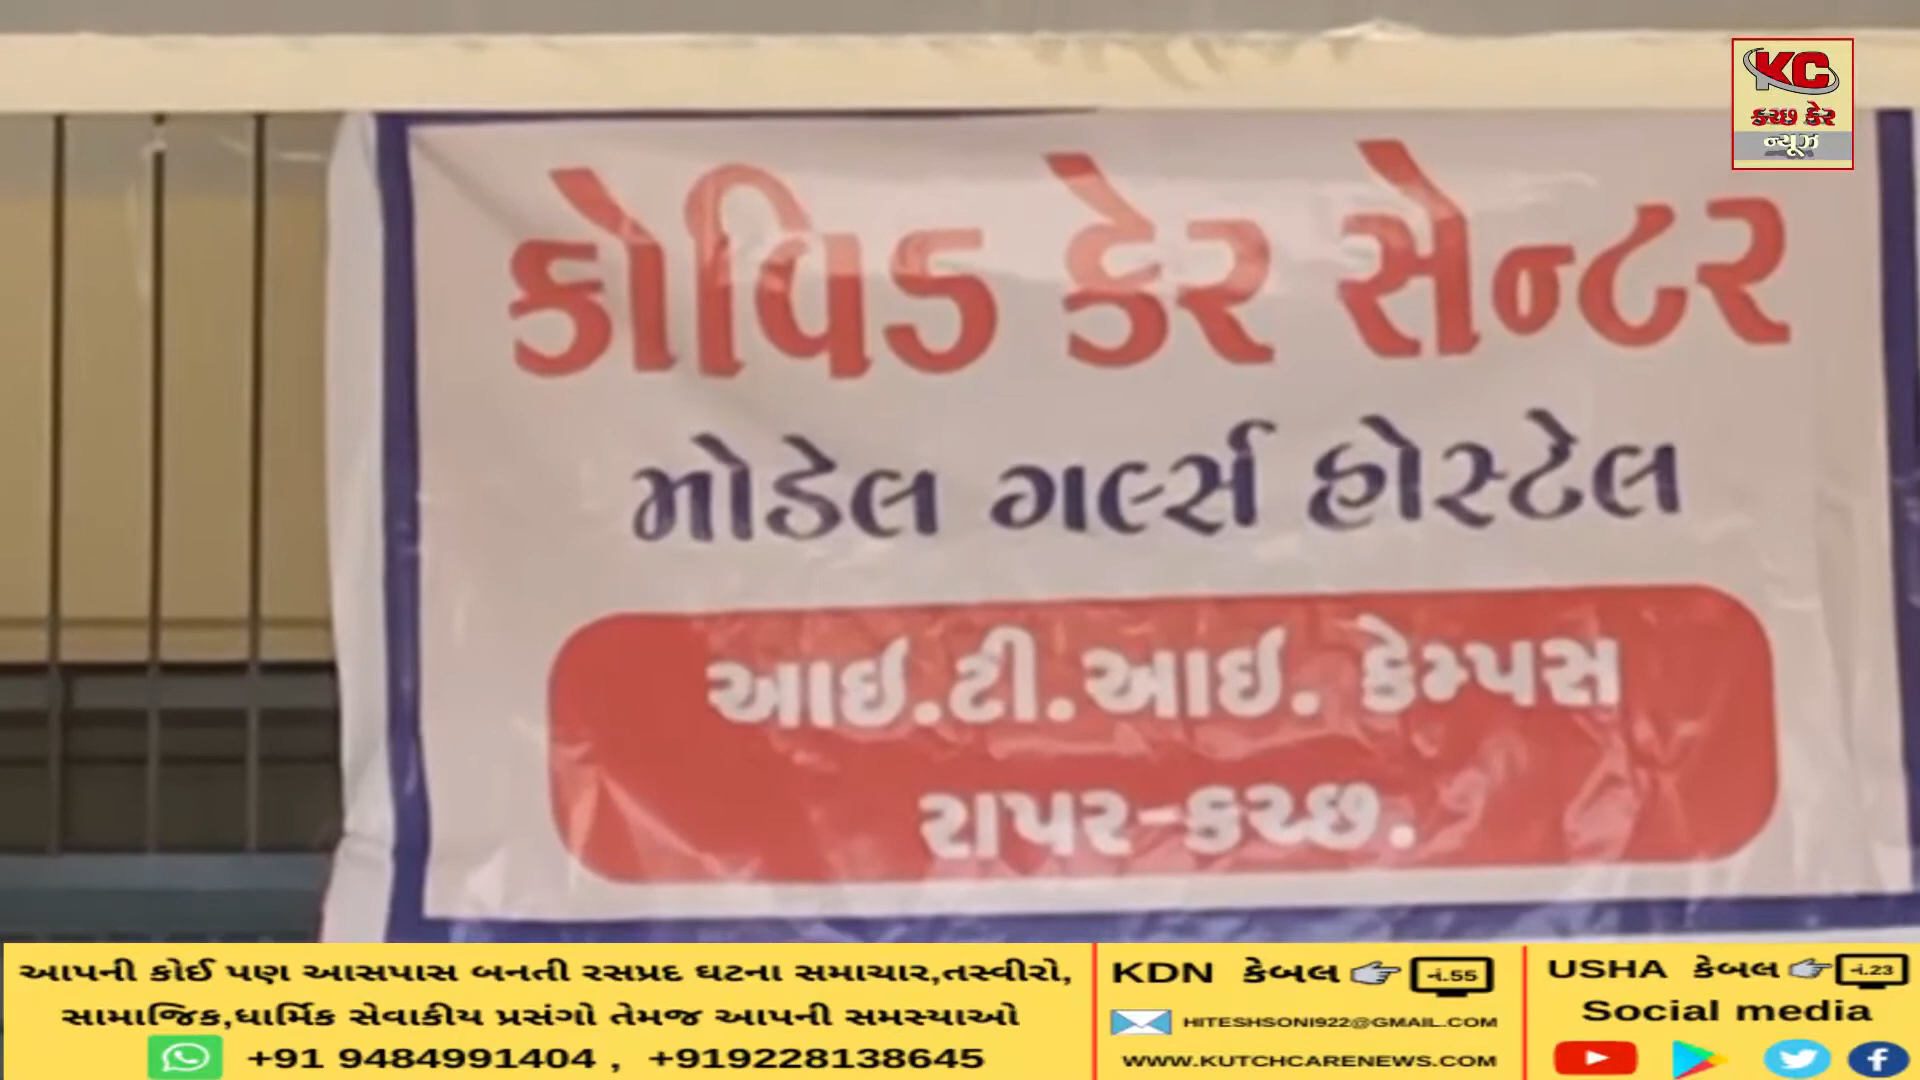 KC
કચ્છ કેર
ન્યૂઝ
કોવિડ કેર સેન્ટર
મોડેલ ગર્લ્સ હોસ્ટેલ
આઇ.ટી.આઇ. કેમ્પસ
રાપર-કચ્છ.
આપની કોઈ પણ આસપાસ બનતી રસપ્રદ ઘટના સમાચાર,તસ્વીરો,
સામાજિક,ધાર્મિક સેવાકીય પ્રસંગો તેમજ આપની સમસ્યાઓ
+91 9484991404 , +919228138645
KDN કેબલ નં.55
HITESHSONI922@GMAIL.COM
WWW.KUTCHCARENEWS.COM
USHA કેબલ નં.23
Social media